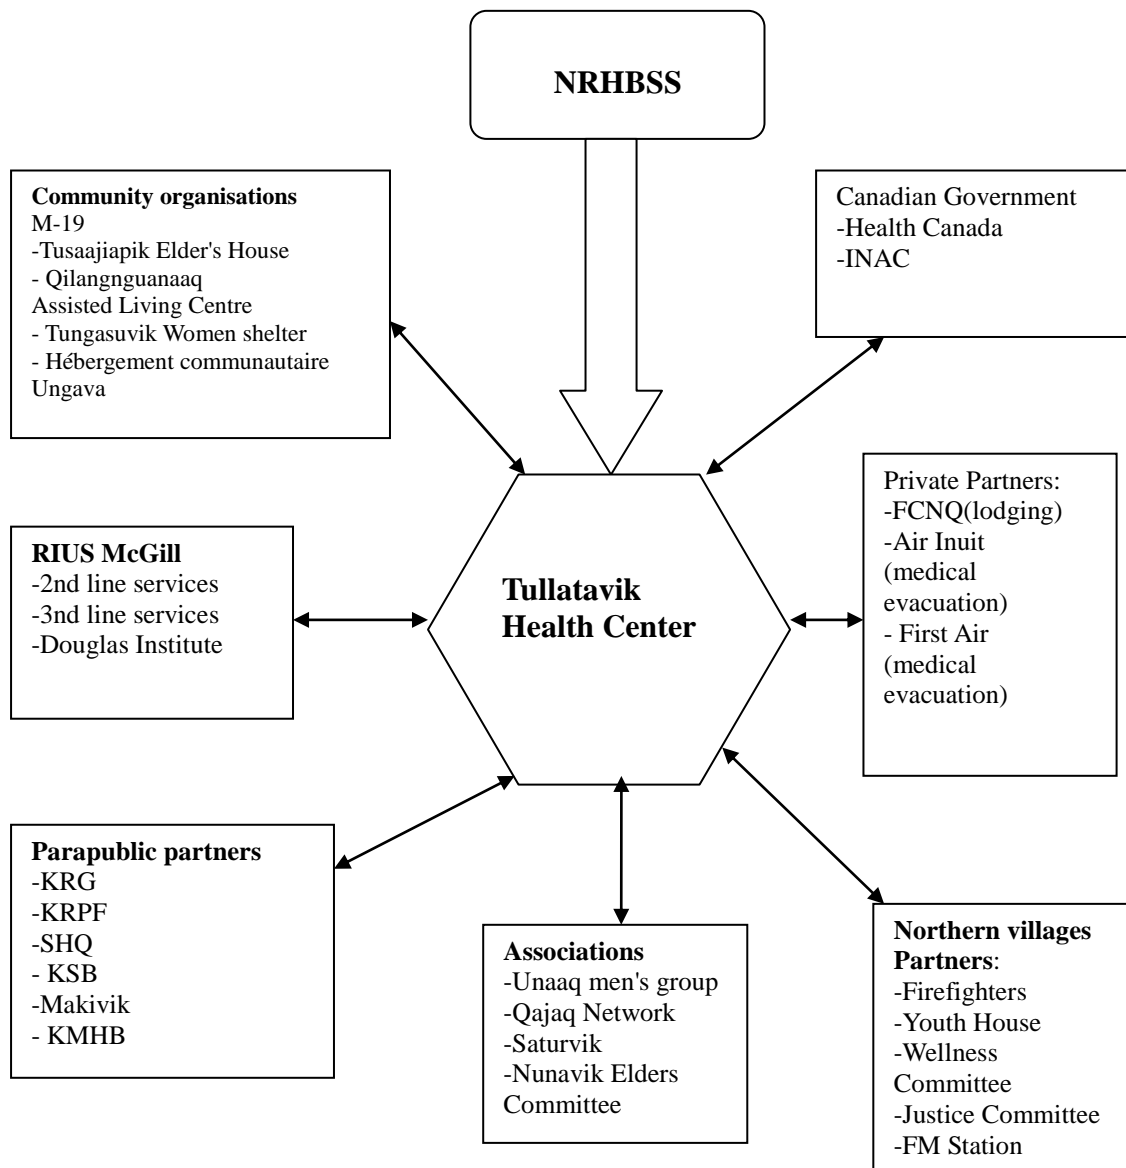 NRHBSS
Community organisations
M-19
-Tusaajiapik Elder's House
- Qilangnguanaaq
Assisted Living Centre
- Tungasuvik Women shelter
- Hébergement communautaire
Ungava
Canadian Government
-Health Canada
-INAC
RIUS McGill
-2nd line services
-3nd line services
-Douglas Institute
Tullatavik
Health Center
Private Partners:
-FCNQ(lodging)
-Air Inuit
(medical
evacuation)
- First Air
(medical
evacuation)
Parapublic partners
-KRG
-KRPF
-SHQ
- KSB
-Makivik
- KMHB
Associations
-Unaaq men's group
-Qajaq Network
-Saturvik
-Nunavik Elders
Committee
Northern villages
Partners:
-Firefighters
-Youth House
-Wellness
Committee
-Justice Committee
-FM Station